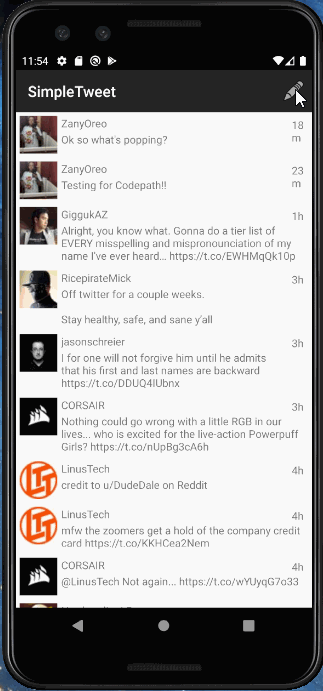 11:54
SimpleTweet
ZanyOreo 18 m
Ok so what's popping?
ZanyOreo 23 m
Testing for Codepath!!
GiggukAZ 1h
Alright, you know what. Gonna do a tier list of
EVERY misspelling and mispronounciation of my
name I've ever heard... https://t.co/EWHMqQk10p
RicepirateMick 3h
Off twitter for a couple weeks.
Stay healthy, safe, and sane y'all
jasonschreier 3h
I for one will not forgive him until he admits
that his first and last names are backward
https://t.co/DDUQ4IUbnx
CORSAIR 3h
Nothing could go wrong with a little RGB in our
lives... who is excited for the live-action Powerpuff
Girls? https://t.co/nUpBg3cA6h
LinusTech 4h
credit to u/DudeDale on Reddit
LinusTech 4h
mfw the zoomers get a hold of the company credit
card https://t.co/KKHCea2Nem
CORSAIR 4h
@LinusTech Not again... https://t.co/wYUyqG7o33